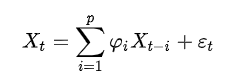 $X_t = \sum_{i=1}^{p} \varphi_i X_{t-i} + \varepsilon_t$